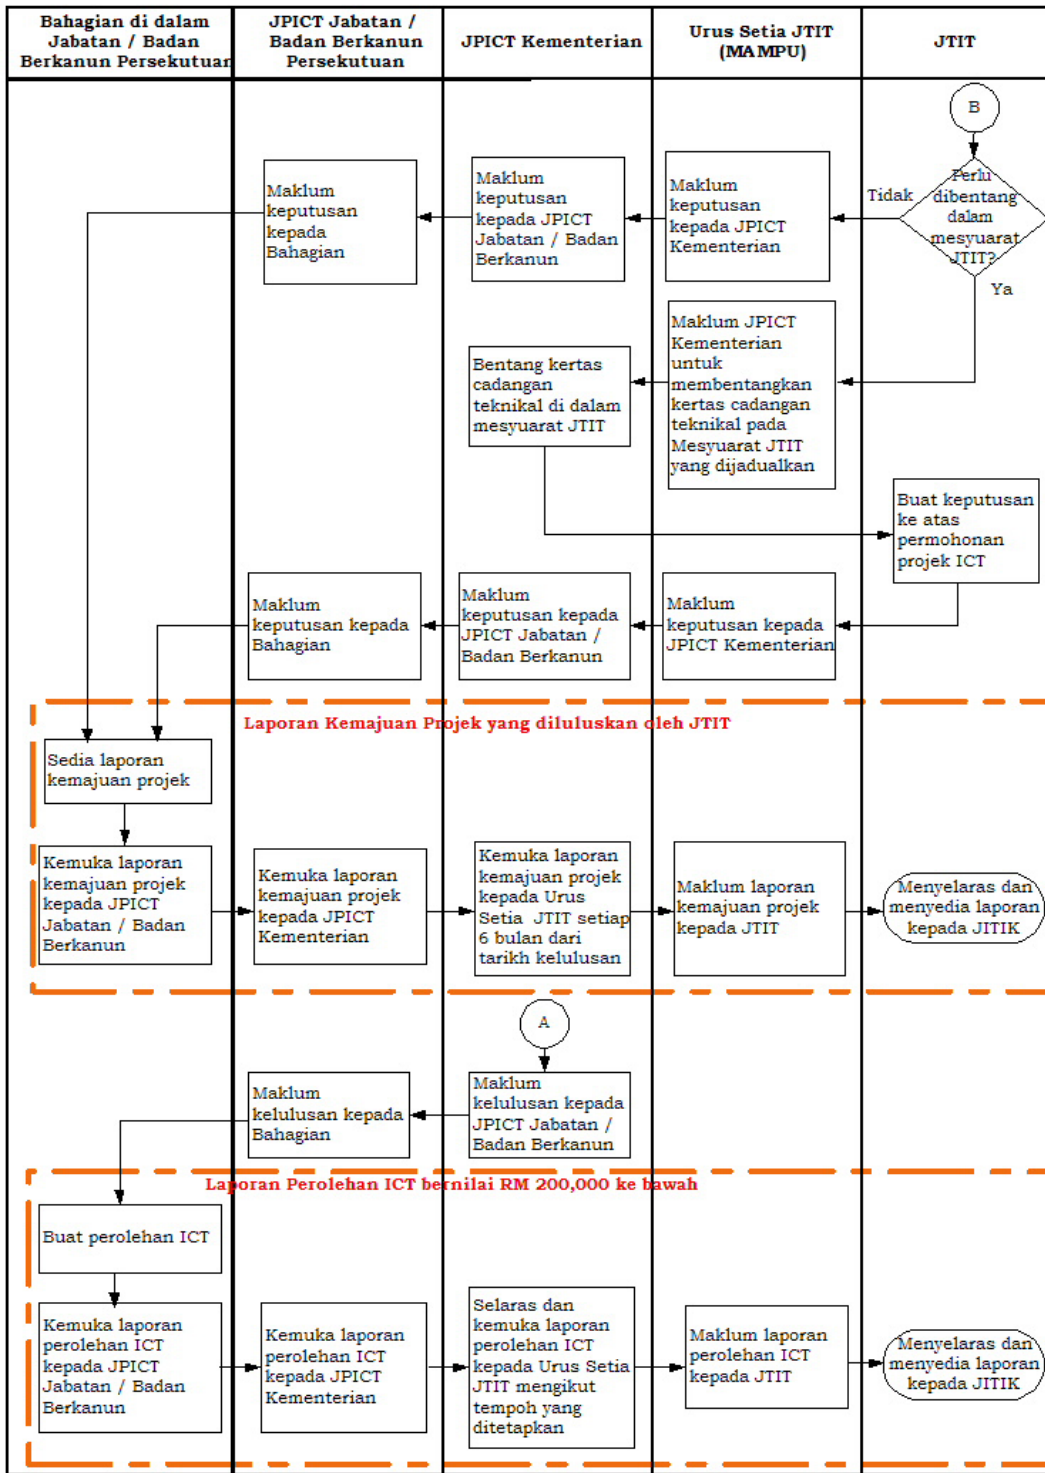 Bahagian di dalam
Jabatan / Badan
Berkanun Persekutuan
JPICT Jabatan /
Badan Berkanun
Persekutuan
JPICT Kementerian
Urus Setia JTIT
(MAMPU)
JTIT
B
Perlu
dibentang
dalam
mesyuarat
JTIT?
Tidak
Ya
Maklum
keputusan
kepada JPICT
Kementerian
Maklum
keputusan
kepada JPICT
Jabatan / Badan
Berkanun
Maklum
keputusan
kepada
Bahagian
Maklum JPICT
Kementerian
untuk
membentangkan
kertas cadangan
teknikal pada
Mesyuarat JTIT
yang dijadualkan
Bentang kertas
cadangan
teknikal di dalam
mesyuarat JTIT
Buat keputusan
ke atas
permohonan
projek ICT
Maklum
keputusan kepada
JPICT Kementerian
Maklum
keputusan kepada
JPICT Jabatan /
Badan Berkanun
Maklum
keputusan kepada
Bahagian
Laporan Kemajuan Projek yang diluluskan oleh JTIT
Sedia laporan
kemajuan projek
Kemuka laporan
kemajuan projek
kepada JPICT
Jabatan / Badan
Berkanun
Kemuka laporan
kemajuan projek
kepada JPICT
Kementerian
Kemuka laporan
kemajuan projek
kepada Urus
Setia JTIT setiap
6 bulan dari
tarikh kelulusan
Maklum laporan
kemajuan projek
kepada JTIT
Menyelaras dan
menyedia laporan
kepada JITIK
A
Maklum
kelulusan kepada
JPICT Jabatan /
Badan Berkanun
Maklum
kelulusan kepada
Bahagian
Laporan Perolehan ICT bernilai RM 200,000 ke bawah
Buat perolehan ICT
Kemuka laporan
perolehan ICT
kepada JPICT
Jabatan / Badan
Berkanun
Kemuka laporan
perolehan ICT
kepada JPICT
Kementerian
Selaras dan
kemuka laporan
perolehan ICT
kepada Urus Setia
JTIT mengikut
tempoh yang
ditetapkan
Maklum laporan
perolehan ICT
kepada JTIT
Menyelaras dan
menyedia laporan
kepada JITIK